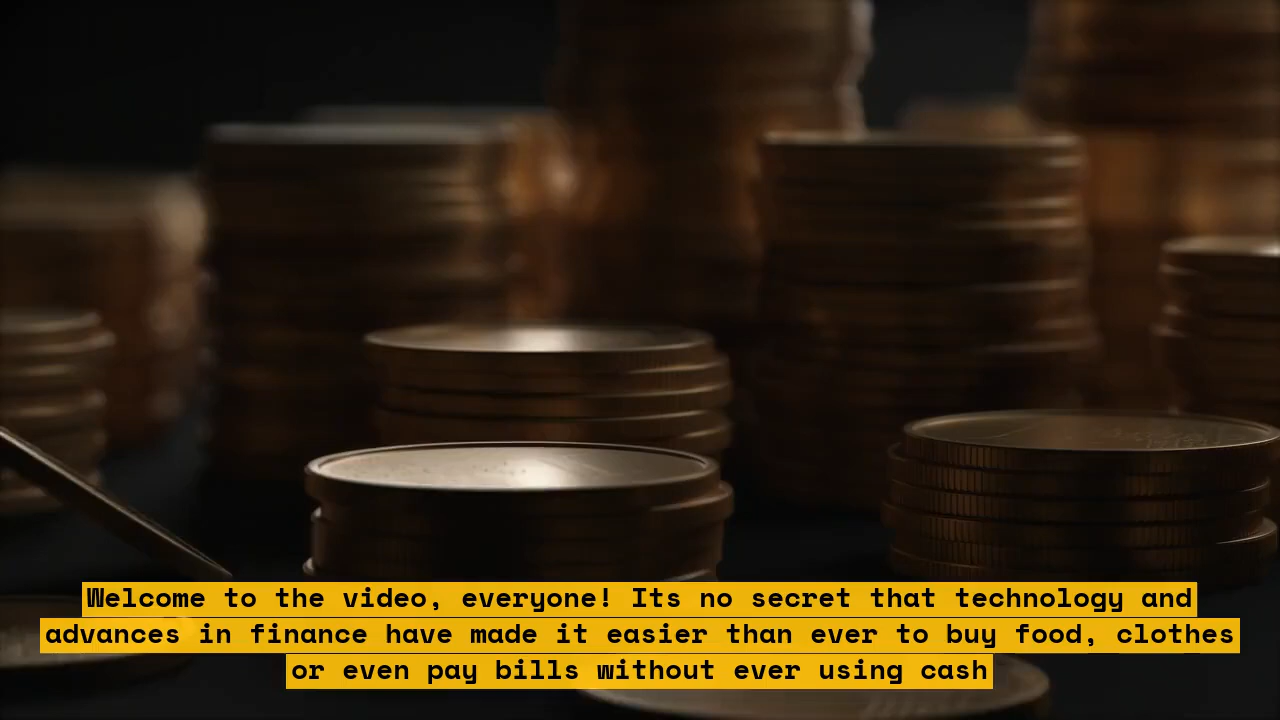 Welcome to the video, everyone! Its no secret that technology and
advances in finance have made it easier than ever to buy food, clothes
or even pay bills without ever using cash